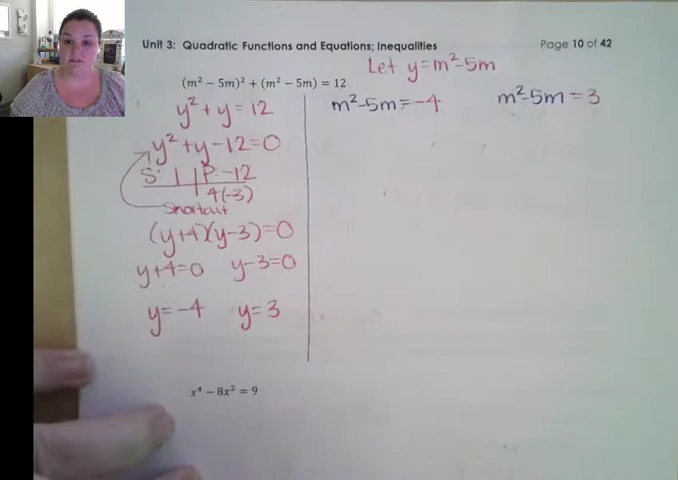 Unit 3: Quadratic Functions and Equations; Inequalities
Page 10 of 42
Let y=m²-5m
(m² − 5m)² + (m² − 5m) = 12
y²+y=12
y²+y-12=0
S: 1 P: -12
4(-3)
shortcut
(y+4)(y-3)=0
y+4=0 y-3=0
y=-4 y=3
m²-5m=-4 m²-5m=3
x⁴ − 8x² = 9